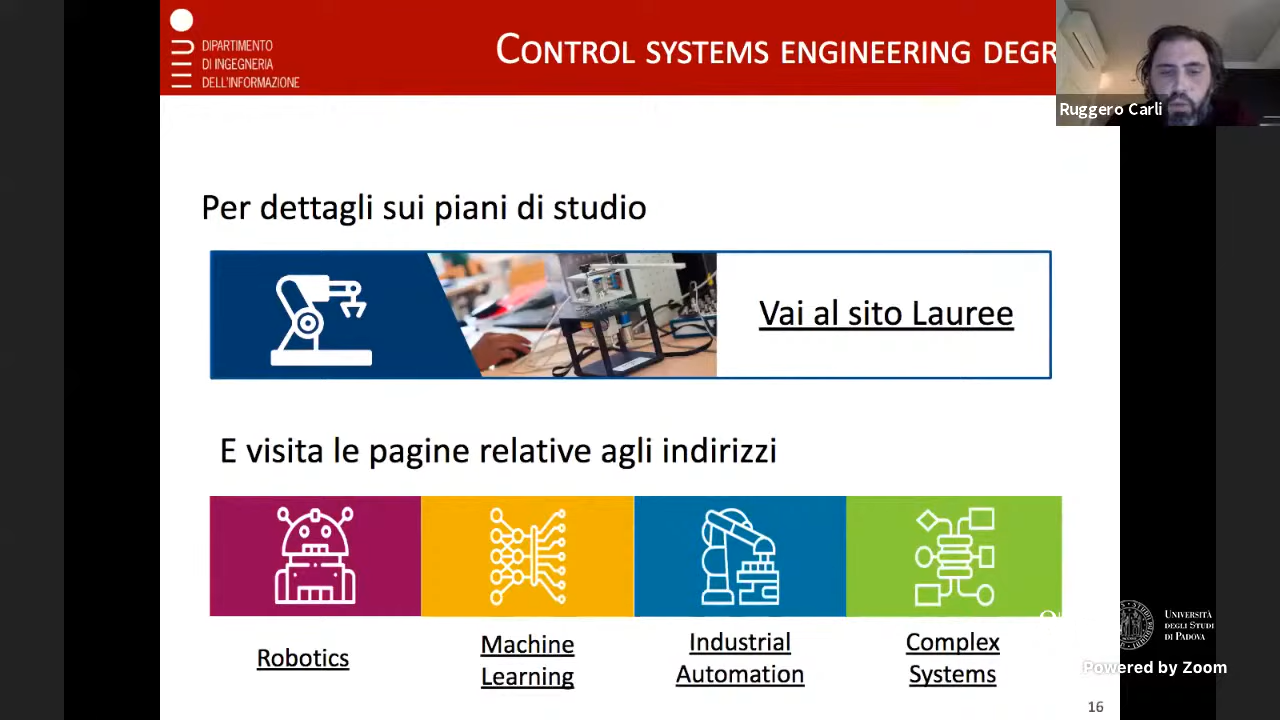 DIPARTIMENTO
DI INGEGNERIA
DELL'INFORMAZIONE
CONTROL SYSTEMS ENGINEERING DEGR
Ruggero Carli
Per dettagli sui piani di studio
Vai al sito Lauree
E visita le pagine relative agli indirizzi
Robotics
Machine
Learning
Industrial
Automation
Complex
Systems
UNIVERSITÀ
DEGLI STUDI
DI PADOVA
Powered by Zoom
16